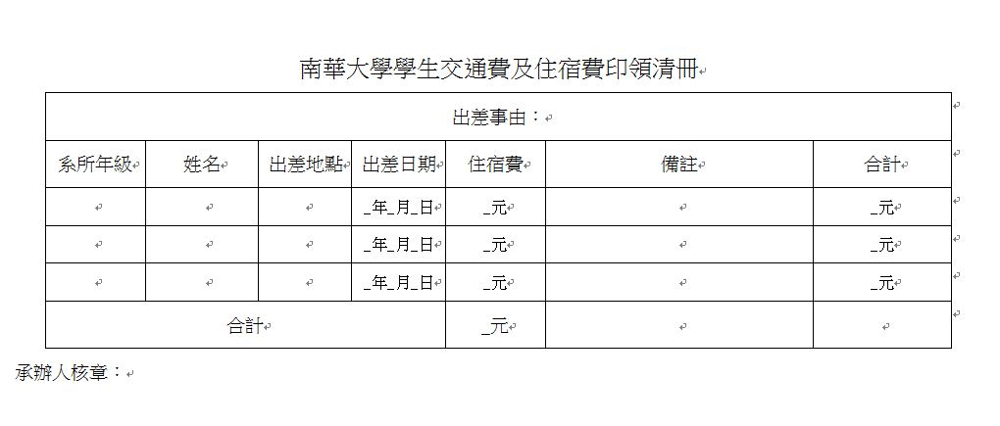 南華大學學生交通費及住宿費印領清冊
出差事由：
系所年級 姓名 出差地點 出差日期 住宿費 備註 合計
_年_月_日 _元 _元
_年_月_日 _元 _元
_年_月_日 _元 _元
合計 _元
承辦人核章：